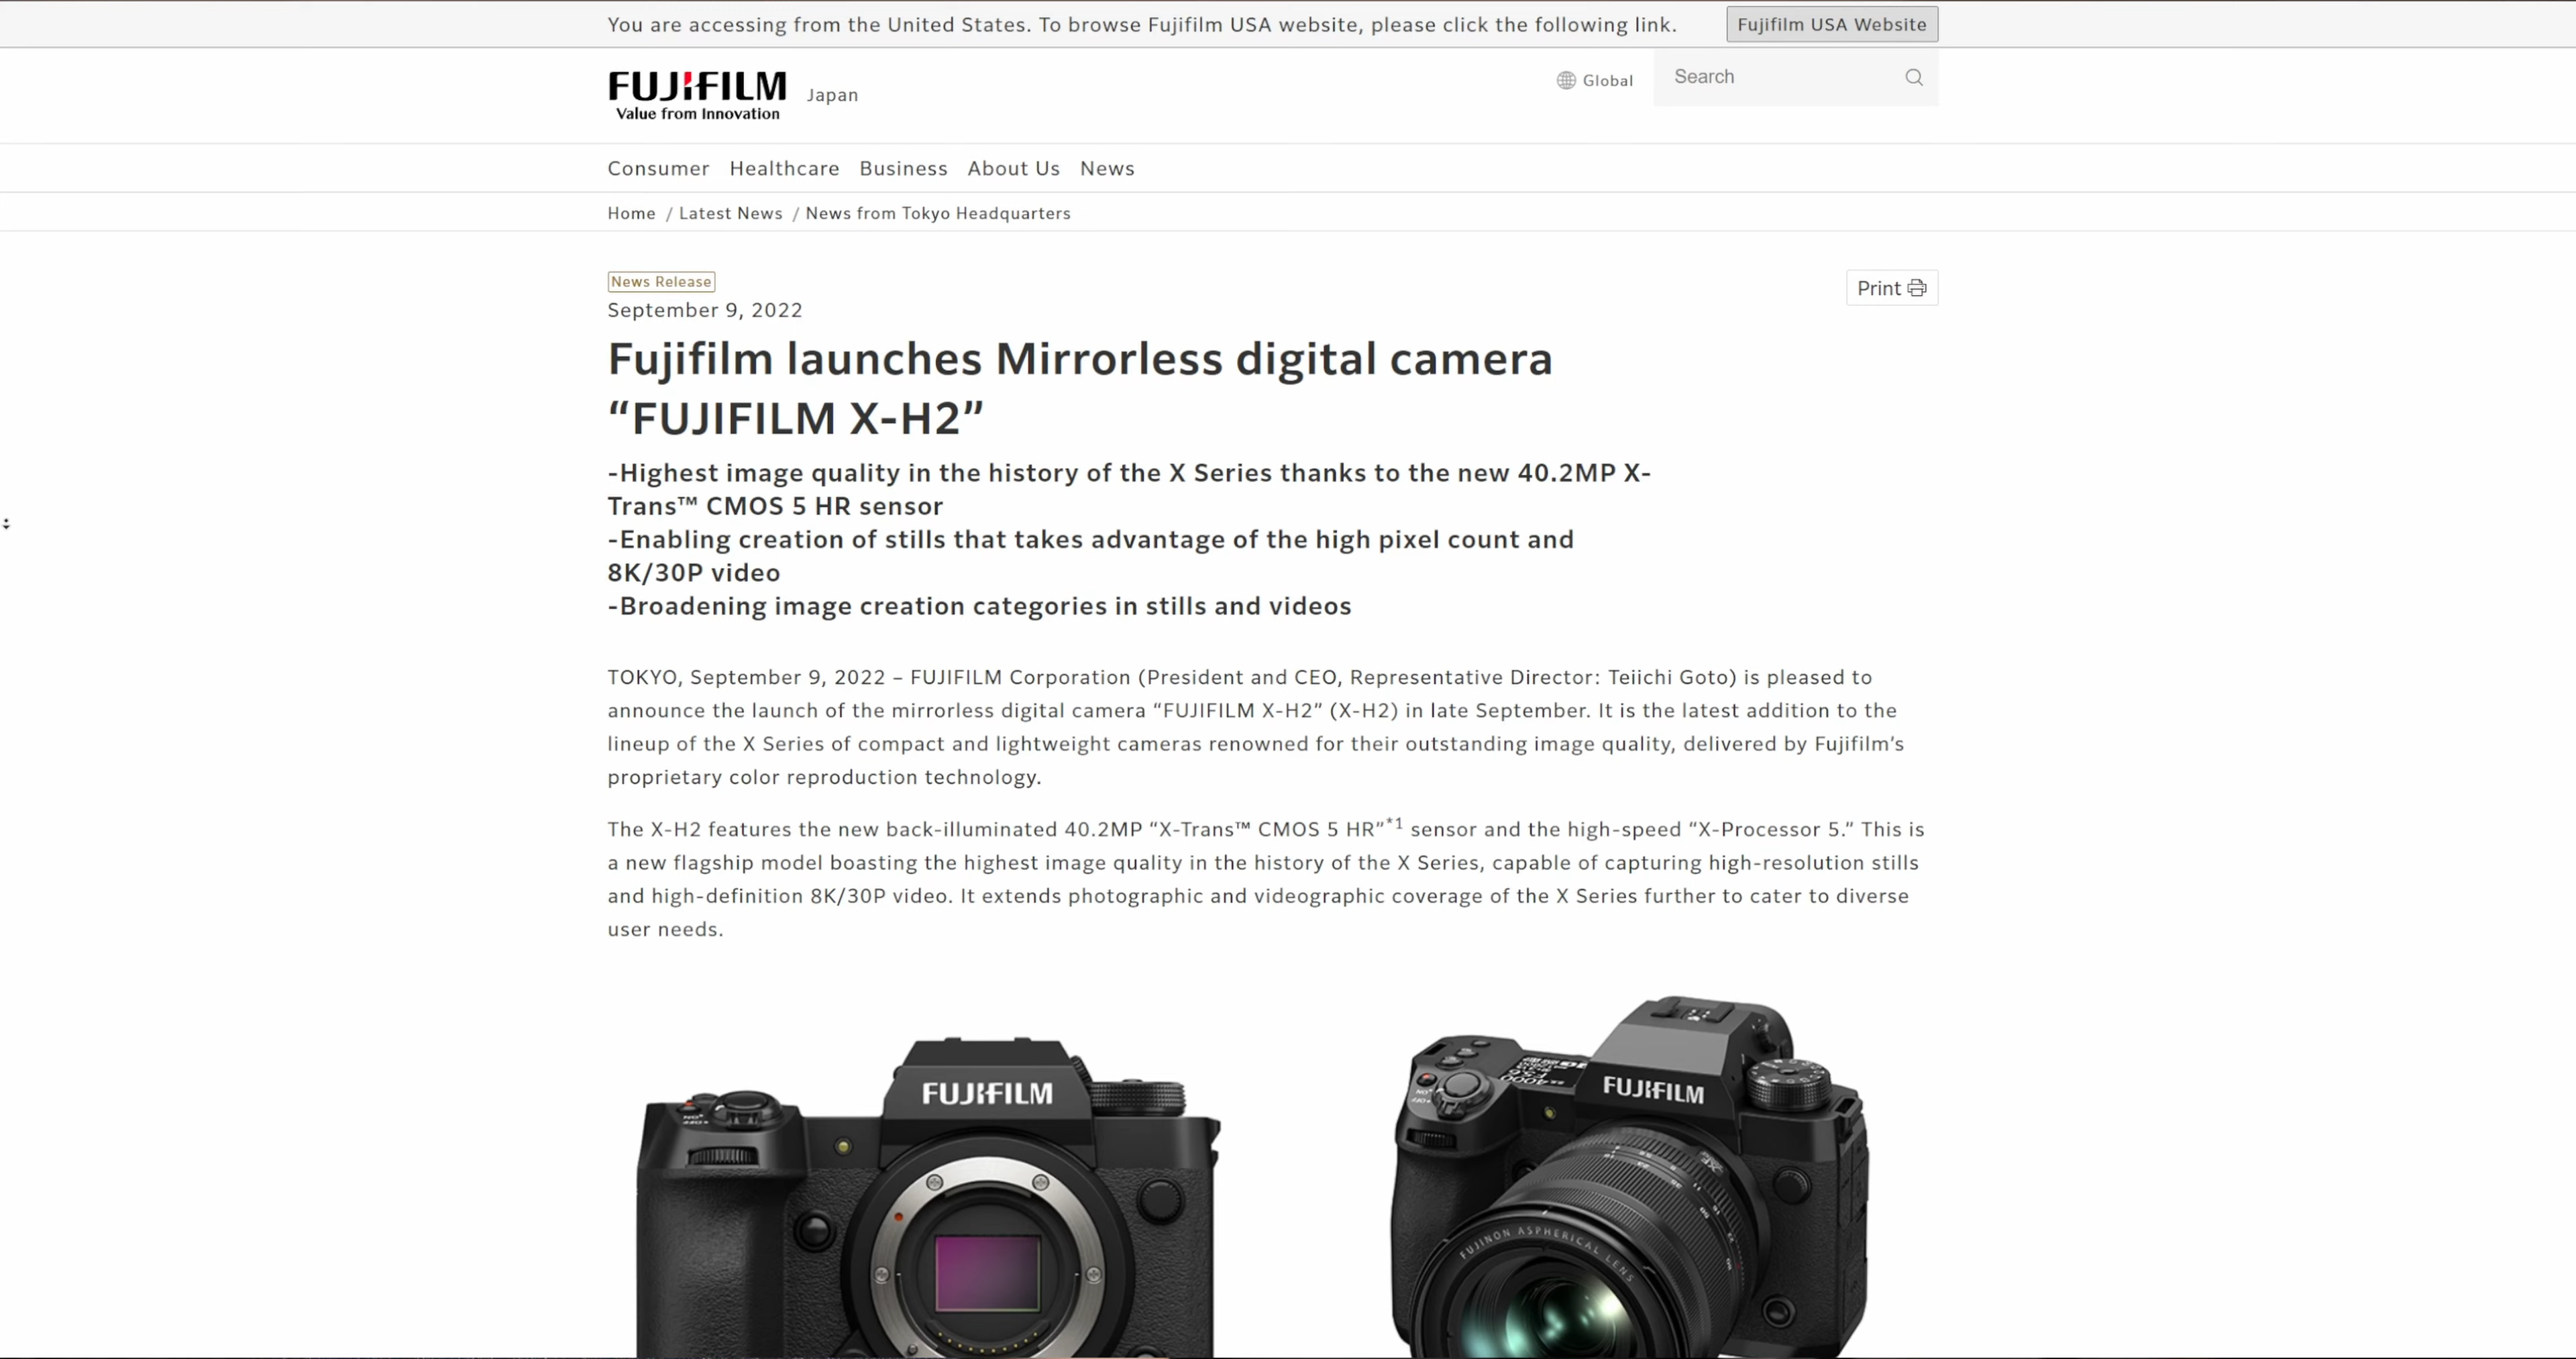 You are accessing from the United States. To browse Fujifilm USA website, please click the following link.
Fujifilm USA Website
FUJIFILM
Value from Innovation
Japan
Global
Search
Consumer Healthcare Business About Us News
Home / Latest News / News from Tokyo Headquarters
News Release
Print
September 9, 2022
Fujifilm launches Mirrorless digital camera
“FUJIFILM X-H2”
-Highest image quality in the history of the X Series thanks to the new 40.2MP X-
Trans™ CMOS 5 HR sensor
-Enabling creation of stills that takes advantage of the high pixel count and
8K/30P video
-Broadening image creation categories in stills and videos
TOKYO, September 9, 2022 – FUJIFILM Corporation (President and CEO, Representative Director: Teiichi Goto) is pleased to
announce the launch of the mirrorless digital camera “FUJIFILM X-H2” (X-H2) in late September. It is the latest addition to the
lineup of the X Series of compact and lightweight cameras renowned for their outstanding image quality, delivered by Fujifilm’s
proprietary color reproduction technology.
The X-H2 features the new back-illuminated 40.2MP “X-Trans™ CMOS 5 HR”*1 sensor and the high-speed “X-Processor 5.” This is
a new flagship model boasting the highest image quality in the history of the X Series, capable of capturing high-resolution stills
and high-definition 8K/30P video. It extends photographic and videographic coverage of the X Series further to cater to diverse
user needs.
FUJIFILM
FUJIFILM
FUJINON ASPHERICAL LENS